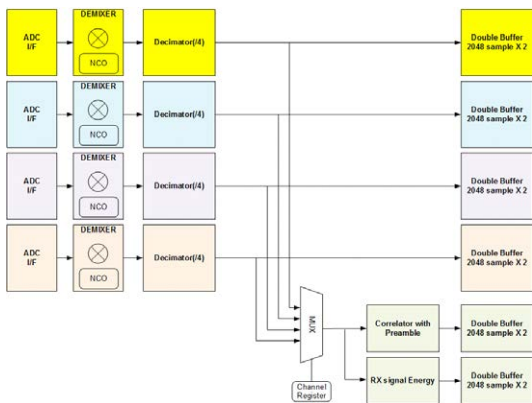 ADC
I/F
DEMIXER
NCO
Decimator(/4)
Double Buffer
2048 sample X 2
ADC
I/F
DEMIXER
NCO
Decimator(/4)
Double Buffer
2048 sample X 2
ADC
I/F
DEMIXER
NCO
Decimator(/4)
Double Buffer
2048 sample X 2
ADC
I/F
DEMIXER
NCO
Decimator(/4)
Double Buffer
2048 sample X 2
MUX
Correlator with
Preamble
Double Buffer
2048 sample X 2
Channel
Register
RX signal Energy
Double Buffer
2048 sample X 2